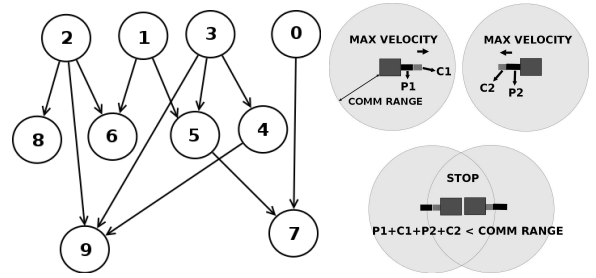 2
1
3
0
8
6
5
4
9
7
MAX VELOCITY
C1
P1
COMM RANGE
MAX VELOCITY
C2
P2
STOP
P1+C1+P2+C2 < COMM RANGE